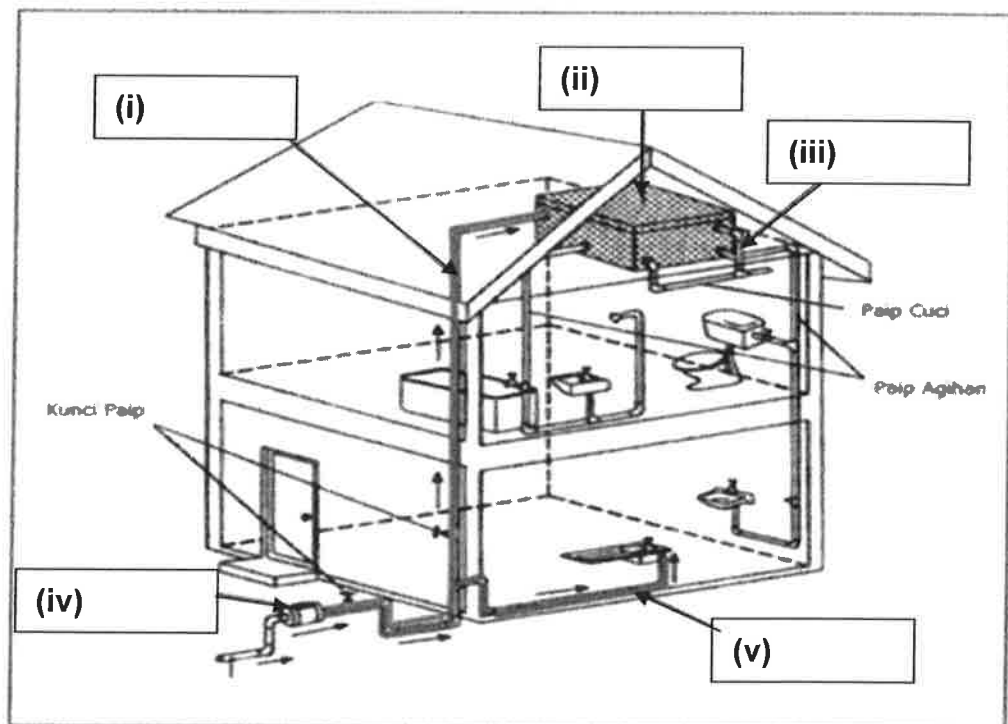 (i)
(ii)
(iii)
Paip Cuci
Paip Agihan
Kunci Paip
(iv)
(v)